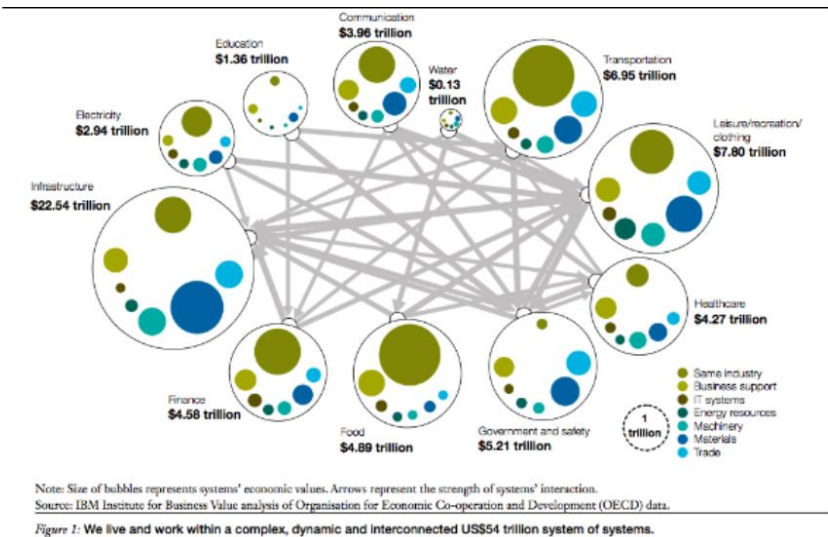 Communication
$3.96 trillion
Education
$1.36 trillion
Water
$0.13
trillion
Transportation
$6.95 trillion
Electricity
$2.94 trillion
Leisure/recreation/
clothing
$7.80 trillion
Infrastructure
$22.54 trillion
Healthcare
$4.27 trillion
Finance
$4.58 trillion
Food
$4.89 trillion
Government and safety
$5.21 trillion
1
trillion
Same industry
Business support
IT systems
Energy resources
Machinery
Materials
Trade
Note: Size of bubbles represents systems' economic values. Arrows represent the strength of systems' interaction.
Source: IBM Institute for Business Value analysis of Organisation for Economic Co-operation and Development (OECD) data.
Figure 1: We live and work within a complex, dynamic and interconnected US$54 trillion system of systems.